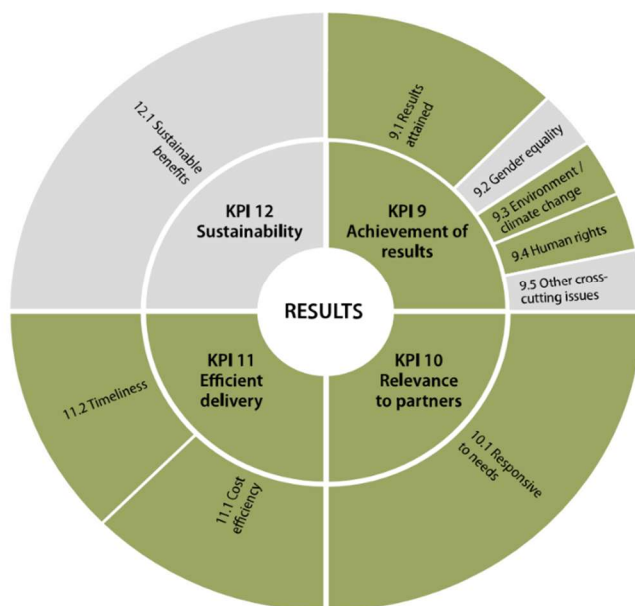 RESULTS
KPI 9
Achievement of
results
9.1 Results
attained
9.2 Gender equality
9.3 Environment /
climate change
9.4 Human rights
9.5 Other cross-
cutting issues
KPI 10
Relevance
to partners
10.1 Responsive
to needs
KPI 11
Efficient
delivery
11.1 Cost
efficiency
11.2 Timeliness
KPI 12
Sustainability
12.1 Sustainable
benefits